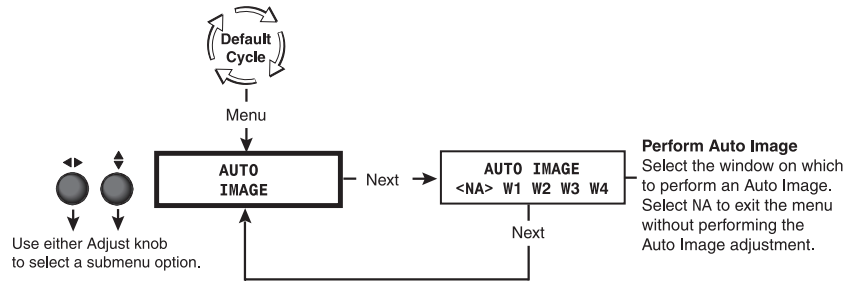 Default
Cycle
Menu
AUTO
IMAGE
Next
AUTO IMAGE
<NA> W1 W2 W3 W4
Next
Perform Auto Image
Select the window on which
to perform an Auto Image.
Select NA to exit the menu
without performing the
Auto Image adjustment.
Use either Adjust knob
to select a submenu option.